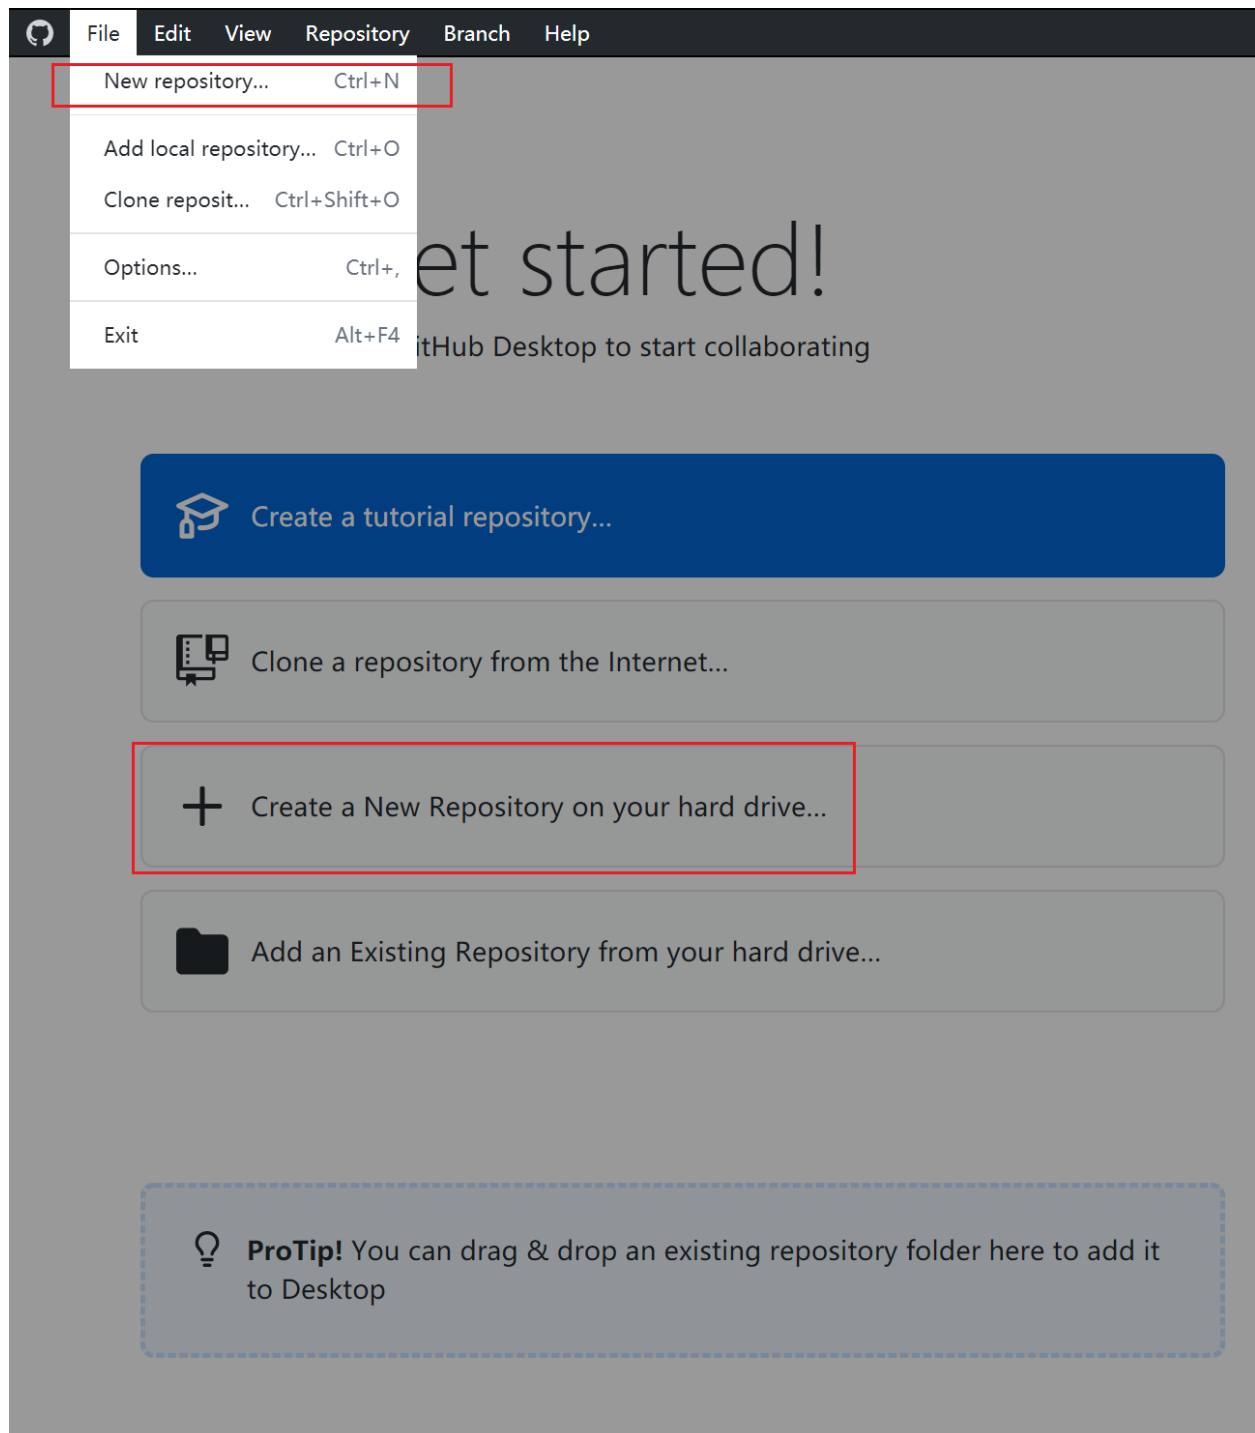 File Edit View Repository Branch Help
New repository... Ctrl+N
Add local repository... Ctrl+O
Clone reposit... Ctrl+Shift+O
Options... Ctrl+,
Exit Alt+F4
et started!
itHub Desktop to start collaborating
Create a tutorial repository...
Clone a repository from the Internet...
Create a New Repository on your hard drive...
Add an Existing Repository from your hard drive...
ProTip! You can drag & drop an existing repository folder here to add it
to Desktop